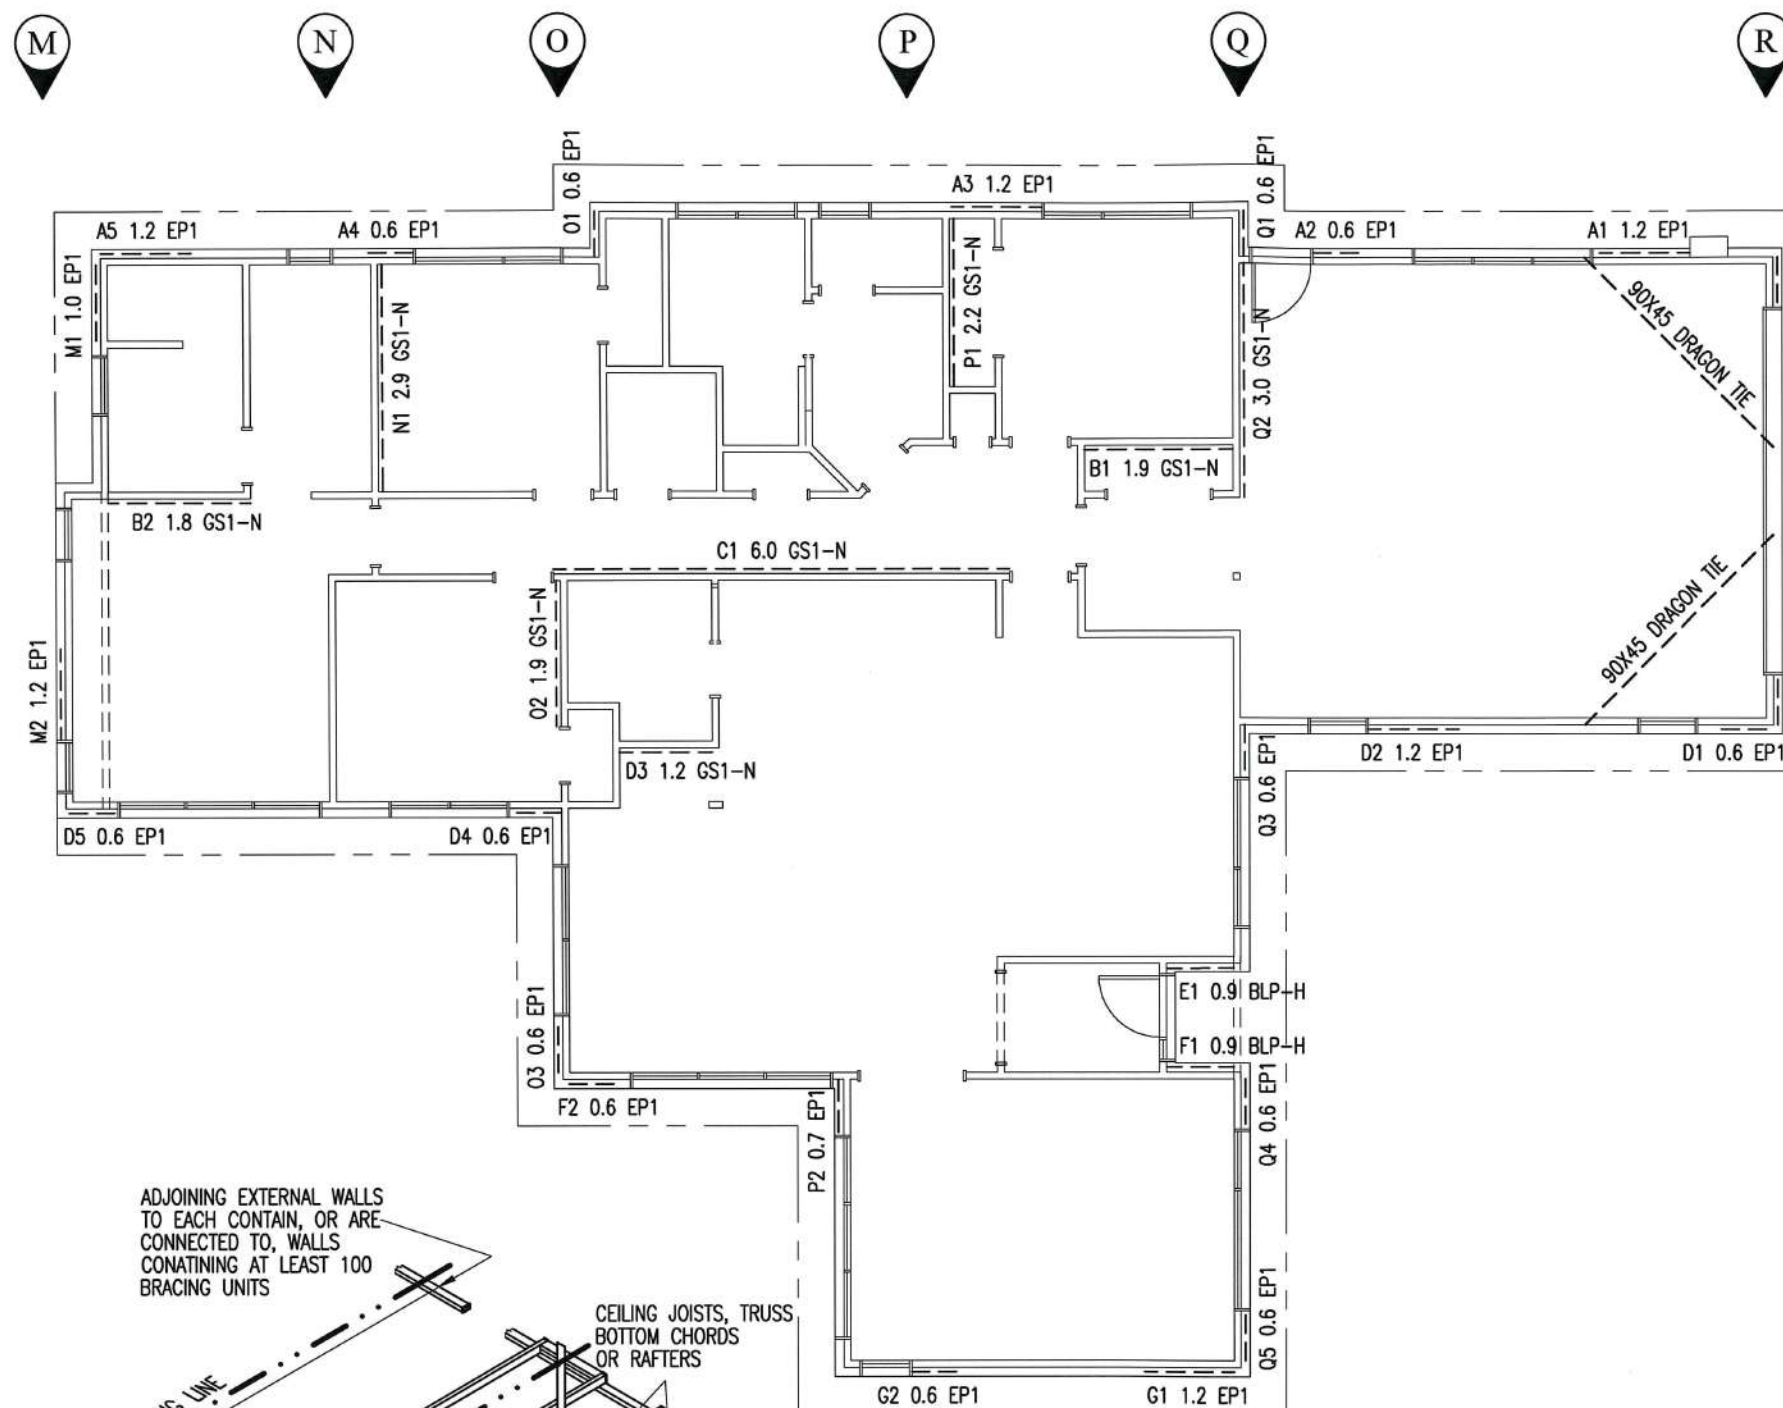 M
N
O
P
Q
R
O1 0.6 EP1
Q1 0.6 EP1
A3 1.2 EP1
A5 1.2 EP1
A4 0.6 EP1
A2 0.6 EP1
A1 1.2 EP1
M1 1.0 EP1
N1 2.9 GS1-N
P1 2.2 GS1-N
Q2 3.0 GS1-N
90X45 DRAGON TIE
B1 1.9 GS1-N
B2 1.8 GS1-N
C1 6.0 GS1-N
O2 1.9 GS1-N
90X45 DRAGON TIE
M2 1.2 EP1
D3 1.2 GS1-N
D2 1.2 EP1
D1 0.6 EP1
Q3 0.6 EP1
D5 0.6 EP1
D4 0.6 EP1
E1 0.9 BLP-H
F1 0.9 BLP-H
O3 0.6 EP1
F2 0.6 EP1
P2 0.7 EP1
Q4 0.6 EP1
Q5 0.6 EP1
G2 0.6 EP1
G1 1.2 EP1
ADJOINING EXTERNAL WALLS
TO EACH CONTAIN, OR ARE
CONNECTED TO, WALLS
CONATINING AT LEAST 100
BRACING UNITS
CEILING JOISTS, TRUSS
BOTTOM CHORDS
OR RAFTERS
LINE